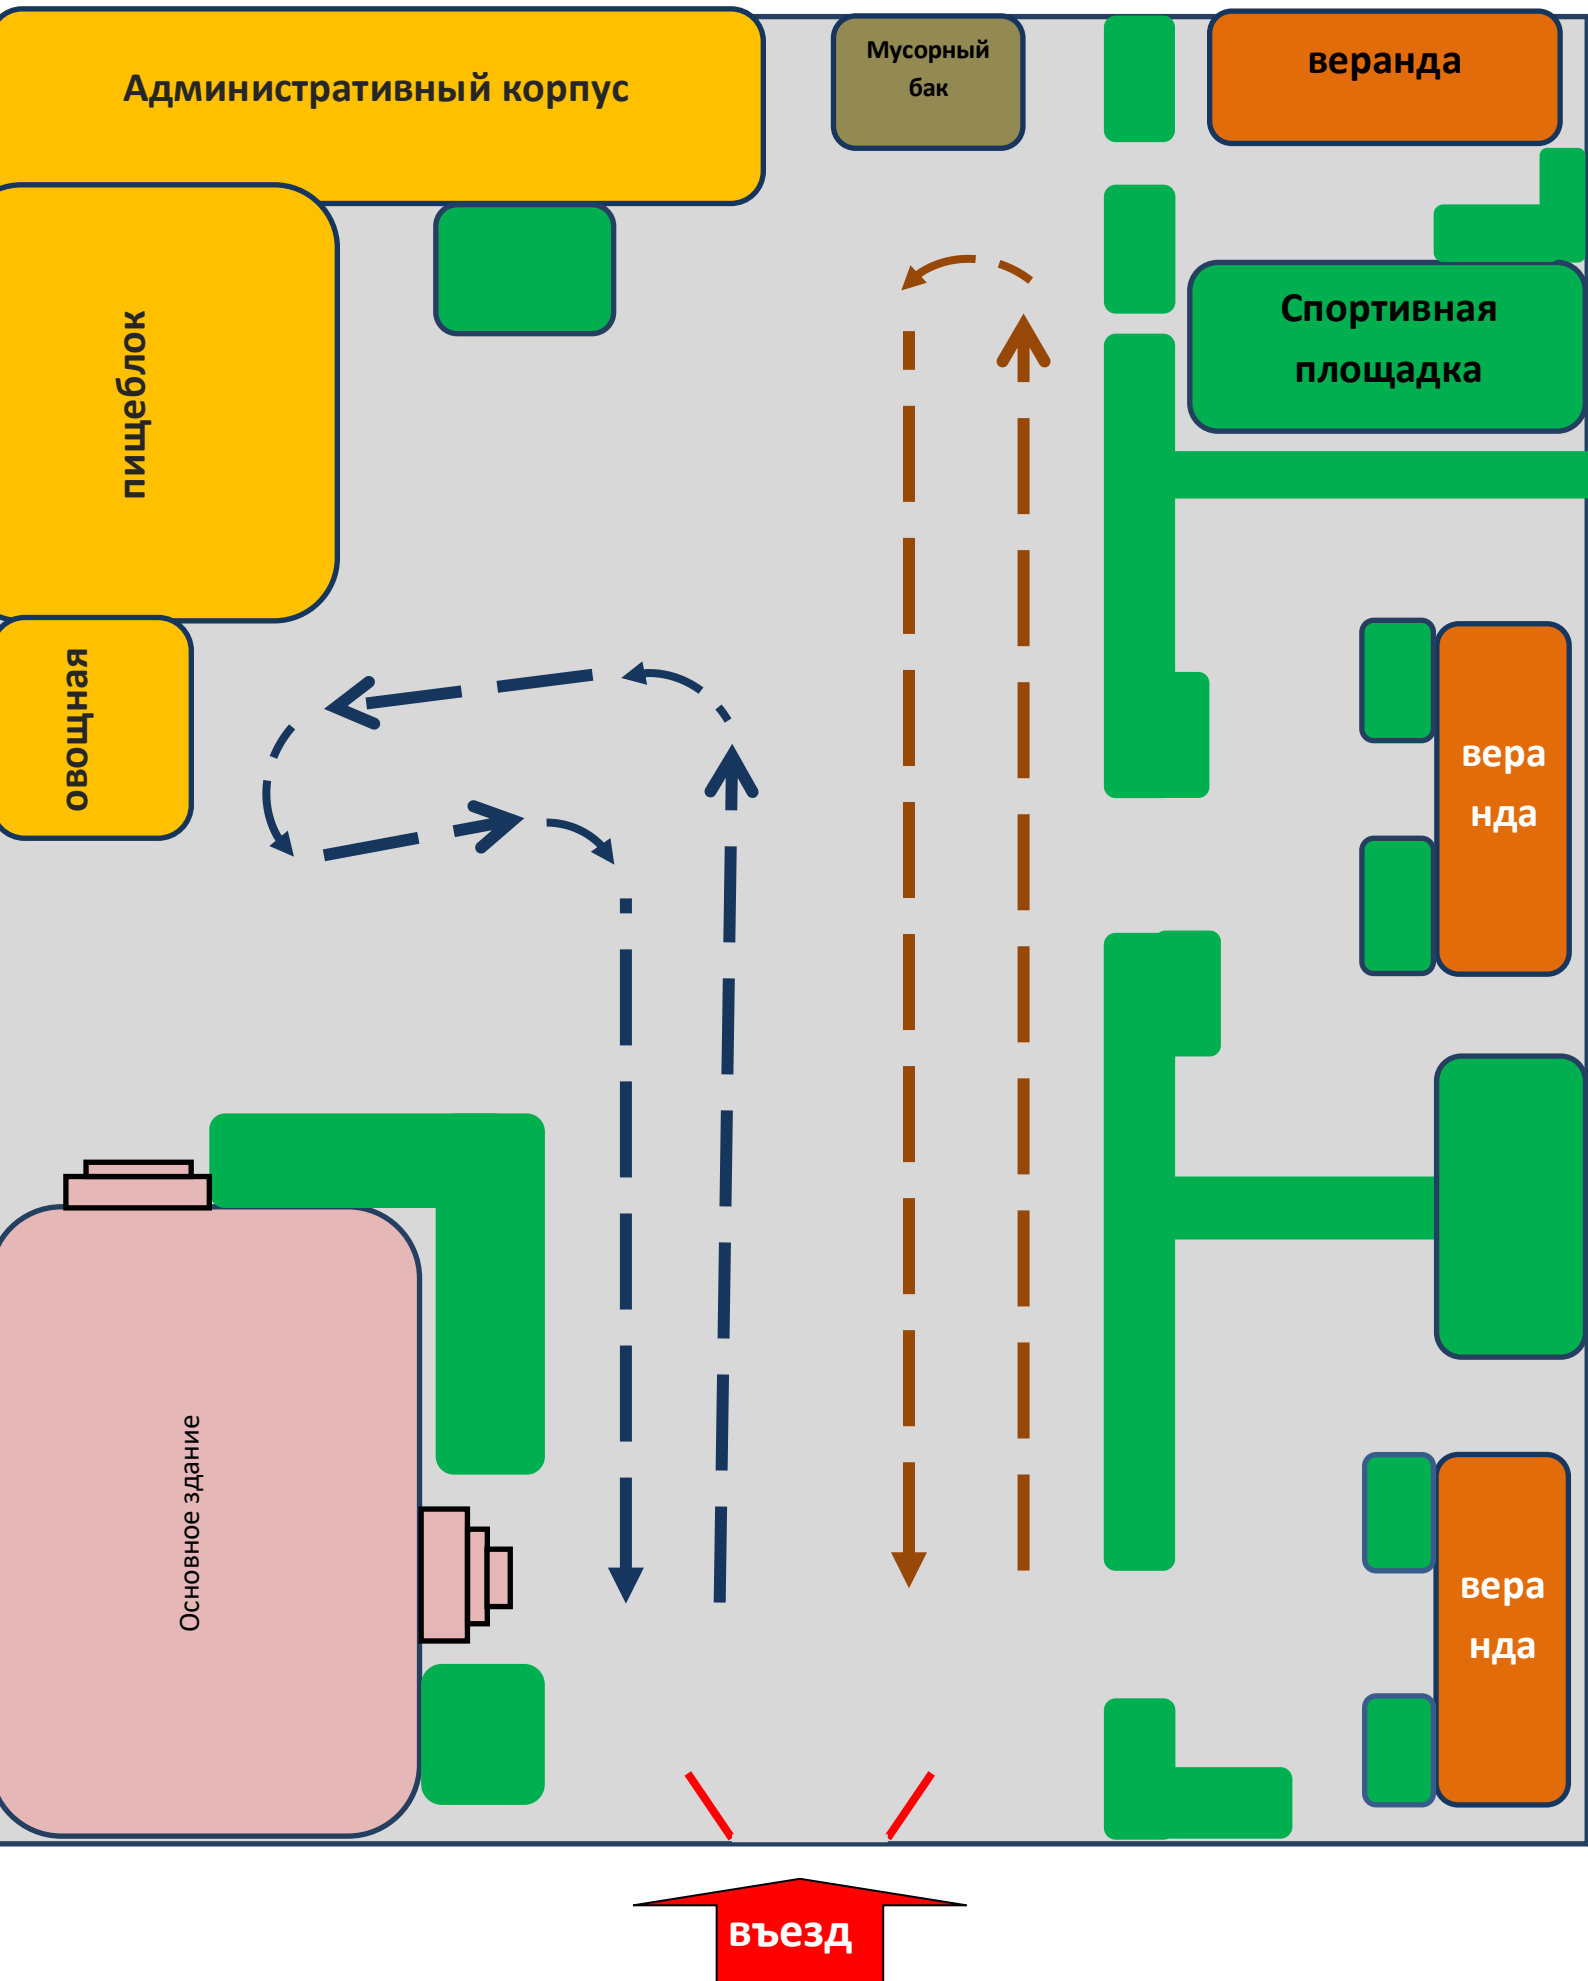 Административный корпус
Мусорный
бак
веранда
Спортивная
площадка
пищеблок
овощная
вера
нда
Основное здание
вера
нда
въезд